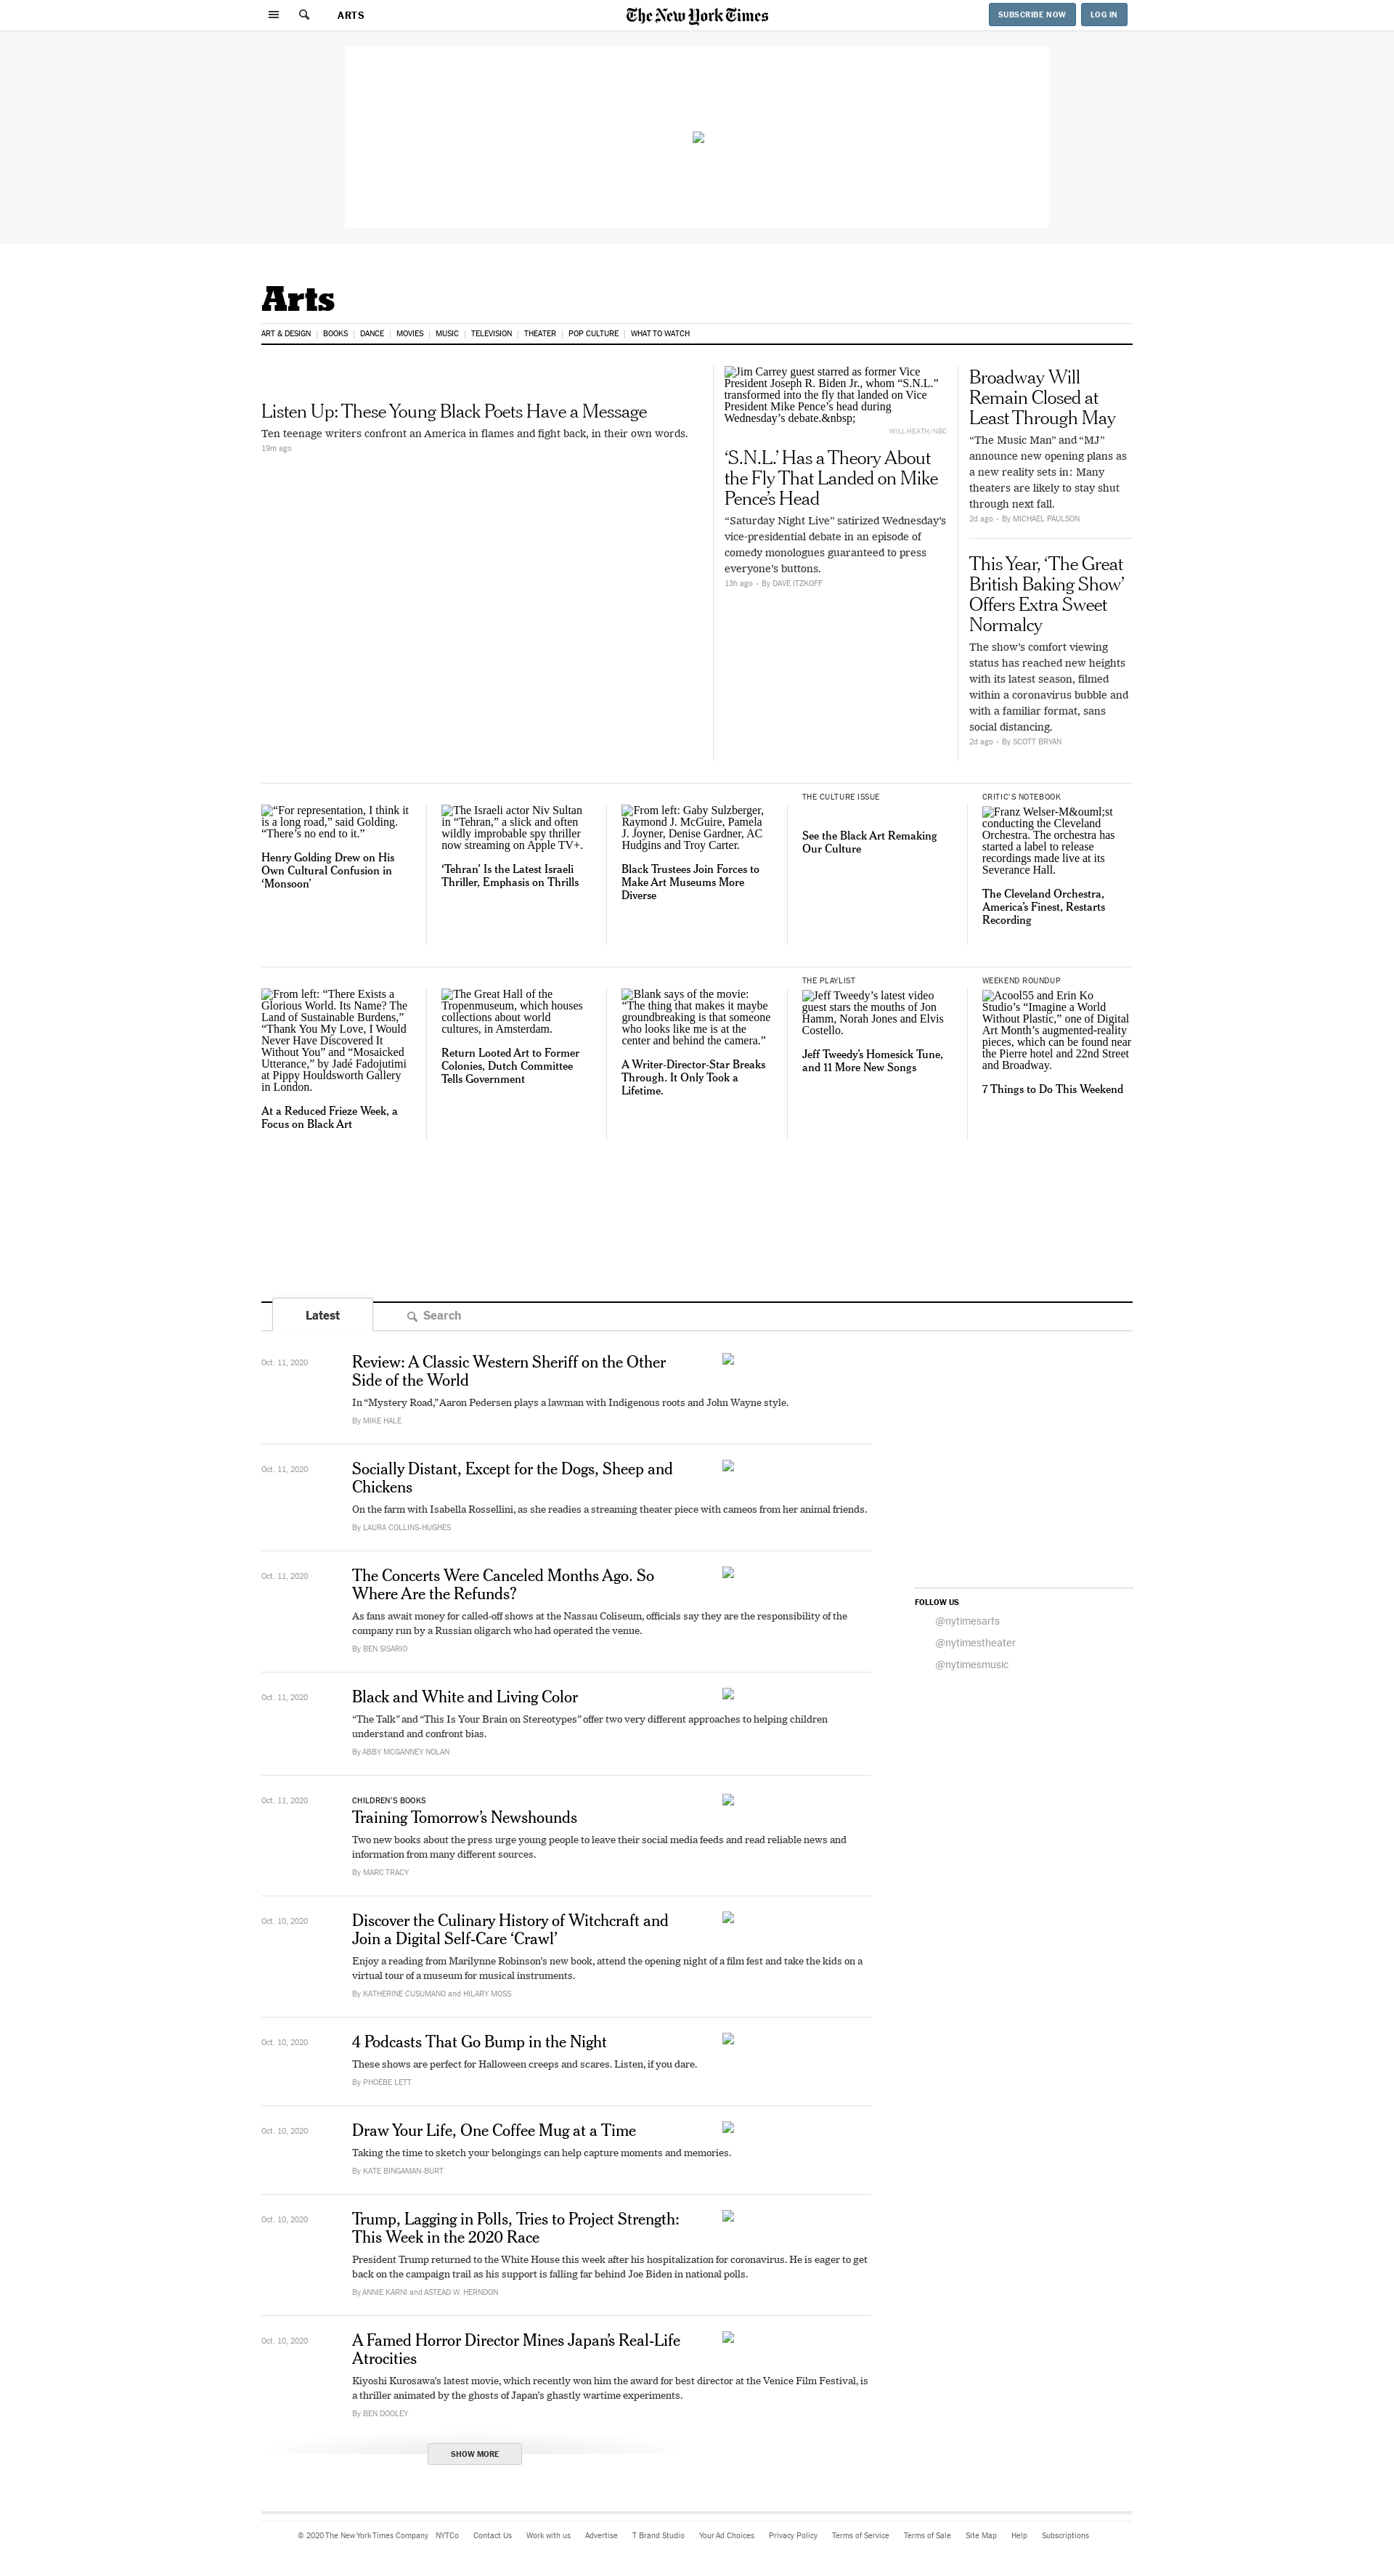 ARTS
The New York Times
SUBSCRIBE NOW
LOG IN
Arts
ART & DESIGN | BOOKS | DANCE | MOVIES | MUSIC | TELEVISION | THEATER | POP CULTURE | WHAT TO WATCH
Listen Up: These Young Black Poets Have a Message
Ten teenage writers confront an America in flames and fight back, in their own words.
19m ago
Jim Carrey guest starred as former Vice
President Joseph R. Biden Jr., whom “S.N.L.”
transformed into the fly that landed on Vice
President Mike Pence’s head during
Wednesday’s debate.&nbsp;
WILL HEATH/NBC
‘S.N.L.’ Has a Theory About
the Fly That Landed on Mike
Pence’s Head
“Saturday Night Live” satirized Wednesday’s
vice-presidential debate in an episode of
comedy monologues guaranteed to press
everyone’s buttons.
13h ago • By DAVE ITZKOFF
Broadway Will
Remain Closed at
Least Through May
“The Music Man” and “MJ”
announce new opening plans as
a new reality sets in: Many
theaters are likely to stay shut
through next fall.
2d ago • By MICHAEL PAULSON
This Year, ‘The Great
British Baking Show’
Offers Extra Sweet
Normalcy
The show’s comfort viewing
status has reached new heights
with its latest season, filmed
within a coronavirus bubble and
with a familiar format, sans
social distancing.
2d ago • By SCOTT BRYAN
“For representation, I think it
is a long road,” said Golding.
“There’s no end to it.”
Henry Golding Drew on His
Own Cultural Confusion in
‘Monsoon’
The Israeli actor Niv Sultan
in “Tehran,” a slick and often
wildly improbable spy thriller
now streaming on Apple TV+.
‘Tehran’ Is the Latest Israeli
Thriller, Emphasis on Thrills
From left: Gaby Sulzberger,
Raymond J. McGuire, Pamela
J. Joyner, Denise Gardner, AC
Hudgins and Troy Carter.
Black Trustees Join Forces to
Make Art Museums More
Diverse
THE CULTURE ISSUE
See the Black Art Remaking
Our Culture
CRITIC’S NOTEBOOK
Franz Welser-M&ouml;st
conducting the Cleveland
Orchestra. The orchestra has
started a label to release
recordings made live at its
Severance Hall.
The Cleveland Orchestra,
America’s Finest, Restarts
Recording
From left: “There Exists a
Glorious World. Its Name? The
Land of Sustainable Burdens,”
“Thank You My Love, I Would
Never Have Discovered It
Without You” and “Mosaicked
Utterance,” by Jadé Fadojutimi
at Pippy Houldsworth Gallery
in London.
At a Reduced Frieze Week, a
Focus on Black Art
The Great Hall of the
Tropenmuseum, which houses
collections about world
cultures, in Amsterdam.
Return Looted Art to Former
Colonies, Dutch Committee
Tells Government
Blank says of the movie:
“The thing that makes it maybe
groundbreaking is that someone
who looks like me is at the
center and behind the camera.”
A Writer-Director-Star Breaks
Through. It Only Took a
Lifetime.
THE PLAYLIST
Jeff Tweedy’s latest video
guest stars the mouths of Jon
Hamm, Norah Jones and Elvis
Costello.
Jeff Tweedy’s Homesick Tune,
and 11 More New Songs
WEEKEND ROUNDUP
Acool55 and Erin Ko
Studio’s “Imagine a World
Without Plastic,” one of Digital
Art Month’s augmented-reality
pieces, which can be found near
the Pierre hotel and 22nd Street
and Broadway.
7 Things to Do This Weekend
Latest
Search
Oct. 11, 2020
Review: A Classic Western Sheriff on the Other
Side of the World
In “Mystery Road,” Aaron Pedersen plays a lawman with Indigenous roots and John Wayne style.
By MIKE HALE
Oct. 11, 2020
Socially Distant, Except for the Dogs, Sheep and
Chickens
On the farm with Isabella Rossellini, as she readies a streaming theater piece with cameos from her animal friends.
By LAURA COLLINS-HUGHES
Oct. 11, 2020
The Concerts Were Canceled Months Ago. So
Where Are the Refunds?
As fans await money for called-off shows at the Nassau Coliseum, officials say they are the responsibility of the
company run by a Russian oligarch who had operated the venue.
By BEN SISARIO
FOLLOW US
@nytimesarts
@nytimestheater
@nytimesmusic
Oct. 11, 2020
Black and White and Living Color
“The Talk” and “This Is Your Brain on Stereotypes” offer two very different approaches to helping children
understand and confront bias.
By ABBY MCGANNEY NOLAN
Oct. 11, 2020
CHILDREN’S BOOKS
Training Tomorrow’s Newshounds
Two new books about the press urge young people to leave their social media feeds and read reliable news and
information from many different sources.
By MARC TRACY
Oct. 10, 2020
Discover the Culinary History of Witchcraft and
Join a Digital Self-Care ‘Crawl’
Enjoy a reading from Marilynne Robinson’s new book, attend the opening night of a film fest and take the kids on a
virtual tour of a museum for musical instruments.
By KATHERINE CUSUMANO and HILARY MOSS
Oct. 10, 2020
4 Podcasts That Go Bump in the Night
These shows are perfect for Halloween creeps and scares. Listen, if you dare.
By PHOEBE LETT
Oct. 10, 2020
Draw Your Life, One Coffee Mug at a Time
Taking the time to sketch your belongings can help capture moments and memories.
By KATE BINGAMAN-BURT
Oct. 10, 2020
Trump, Lagging in Polls, Tries to Project Strength:
This Week in the 2020 Race
President Trump returned to the White House this week after his hospitalization for coronavirus. He is eager to get
back on the campaign trail as his support is falling far behind Joe Biden in national polls.
By ANNIE KARNI and ASTEAD W. HERNDON
Oct. 10, 2020
A Famed Horror Director Mines Japan’s Real-Life
Atrocities
Kiyoshi Kurosawa’s latest movie, which recently won him the award for best director at the Venice Film Festival, is
a thriller animated by the ghosts of Japan’s ghastly wartime experiments.
By BEN DOOLEY
SHOW MORE
© 2020 The New York Times Company NYTCo Contact Us Work with us Advertise T Brand Studio Your Ad Choices Privacy Policy Terms of Service Terms of Sale Site Map Help Subscriptions